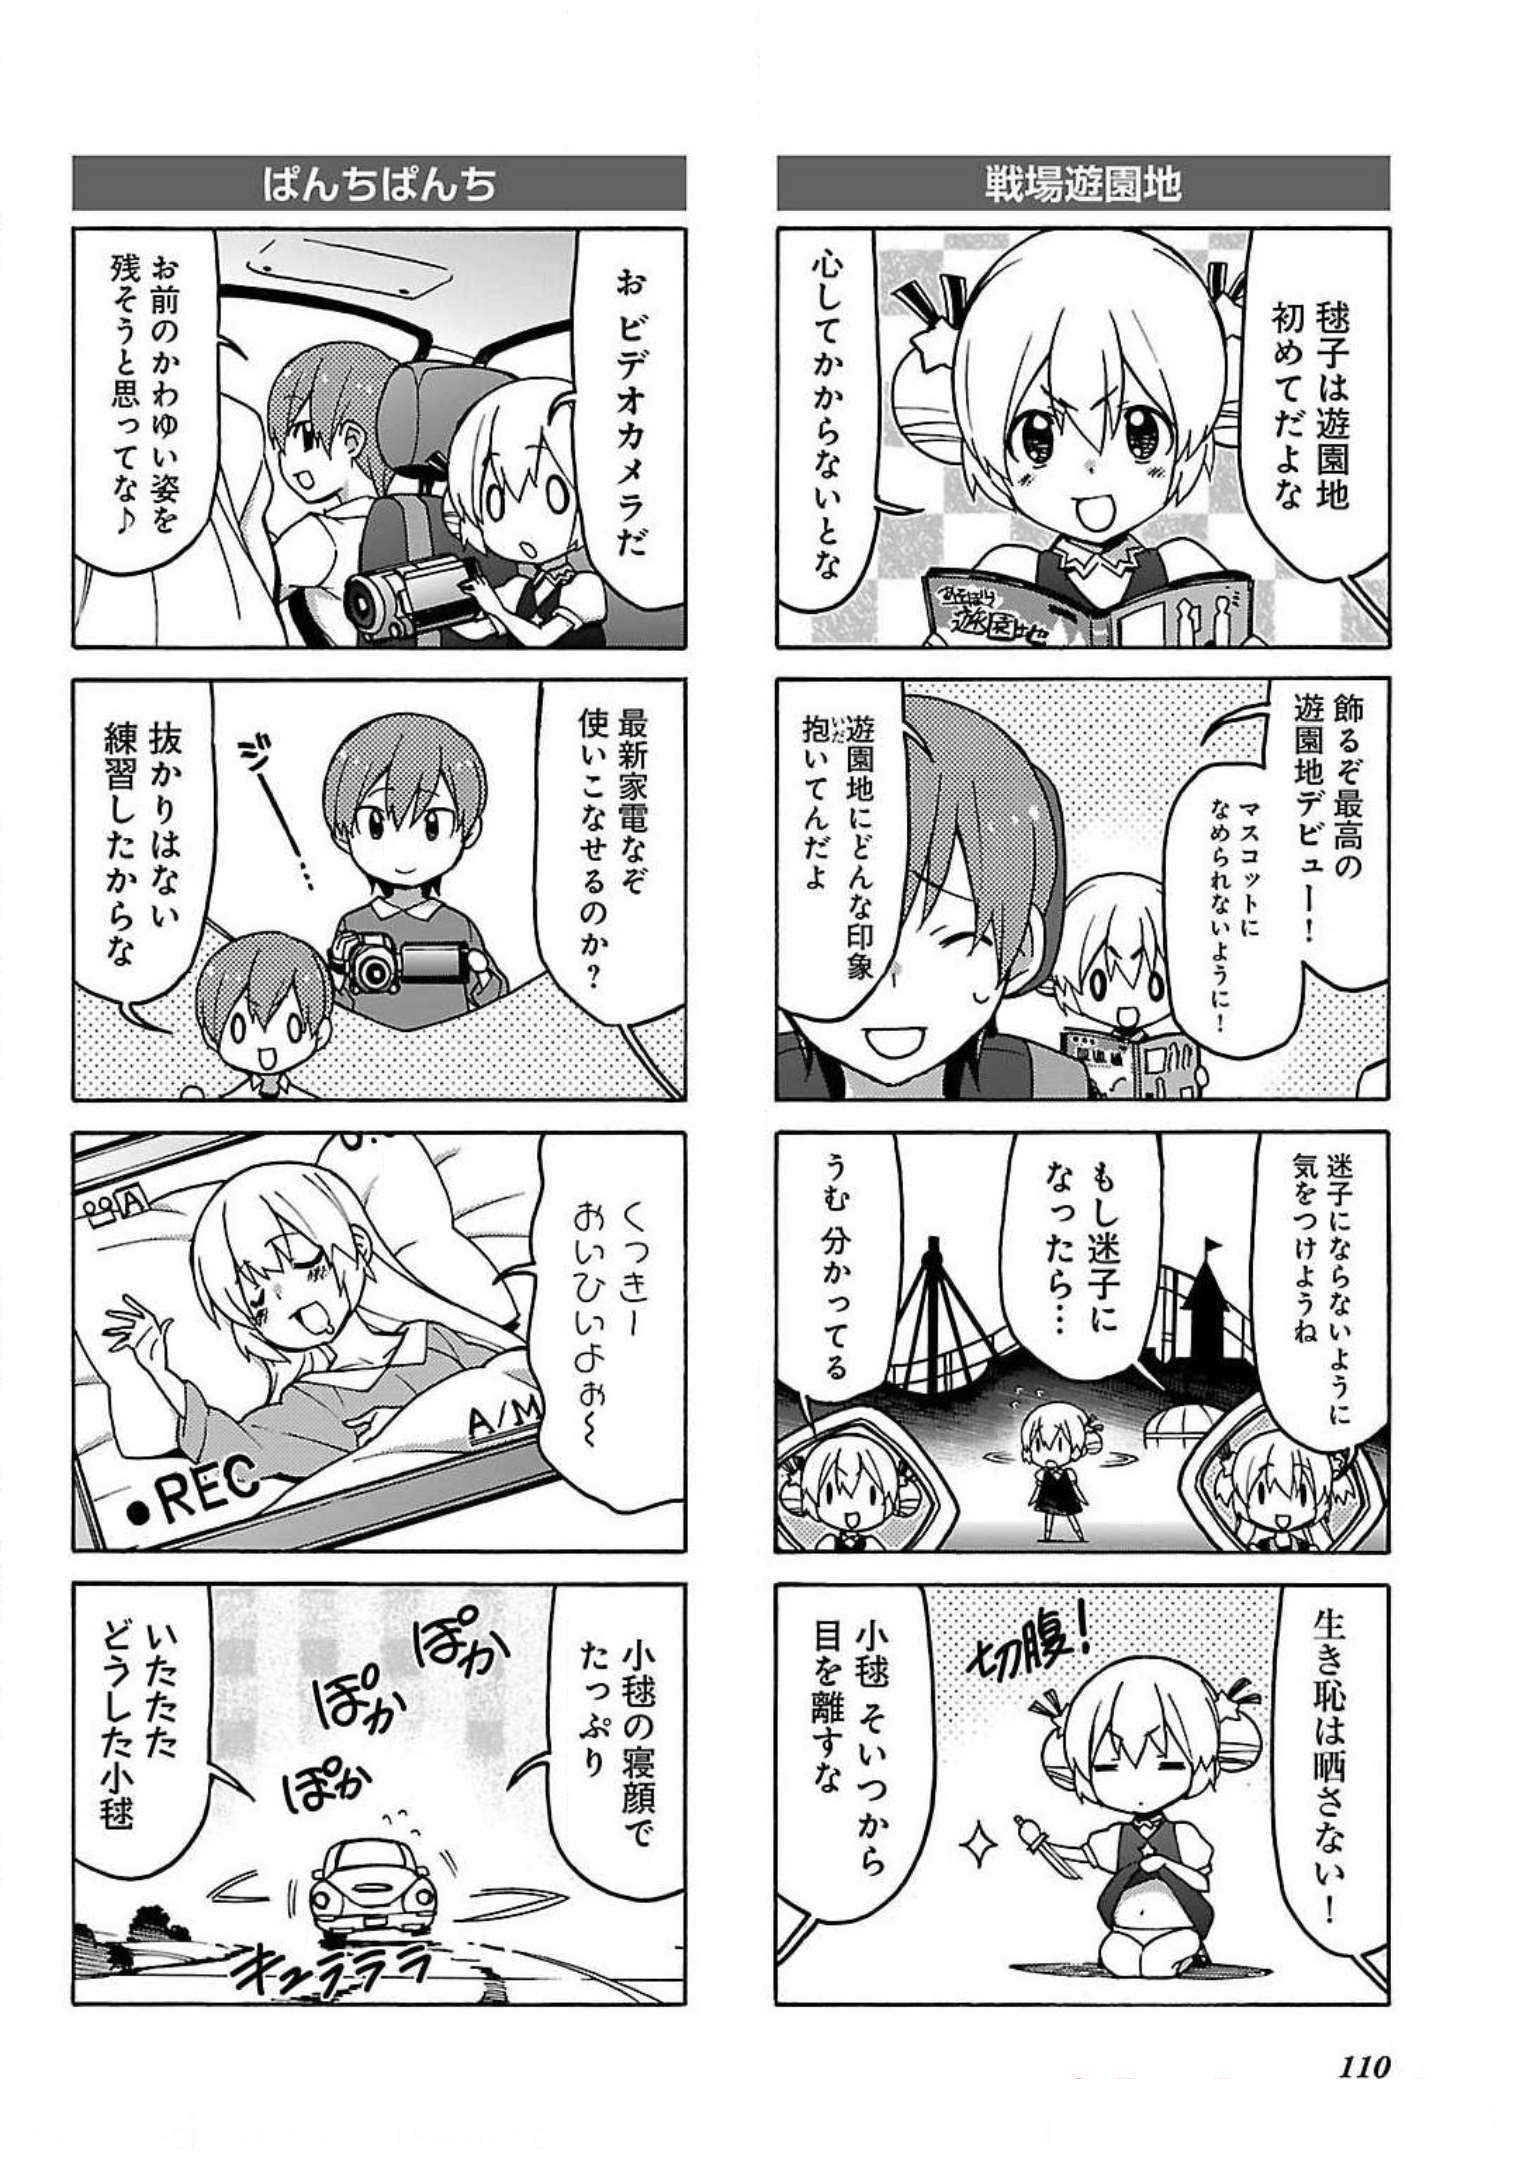 戦場遊園地
毬子は遊園地
初めてだよな
心してかからないとな
あそぼう
遊園地
飾るぞ最高の
遊園地デビュー!
マスコットに
なめられないように!
遊園地にどんな印象
抱いてんだよ
いだ
迷子にならないように
気をつけようね
もし迷子に
なったら…
うむ 分かってる
生き恥は晒さない!
切腹!
小毬 そいつから
目を離すな
ぱんちぱんち
お ビデオカメラだ
お前のかわゆい姿を
残そうと思ってな♪
最新家電なぞ
使いこなせるのか?
ジー…
抜かりはない
練習したからな
くっきー
おいひいよぉ〜
A
A/M
●REC
小毬の寝顔で
たっぷり
ぽか
ぽか
ぽか
キュラララ
いたたた
どうした小毬
110